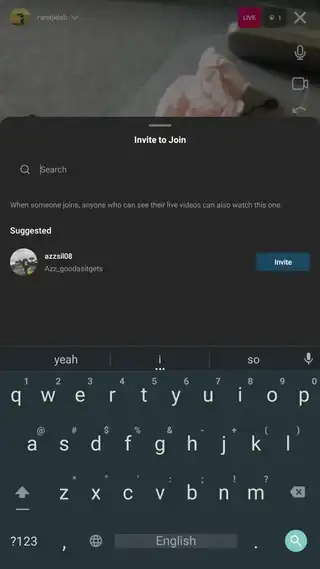 ranajdeb
LIVE
1
Invite to Join
Search
When someone joins, anyone who can see their live videos can also watch this one.
Suggested
azzsil08
Azz_goodasitgets
Invite
yeah i so
1 2 3 4 5 6 7 8 9 0
q w e r t y u i o p
@ # $ % & - + ( )
a s d f g h j k l
* " ' : ; ! ?
z x c v b n m
?123 , English .